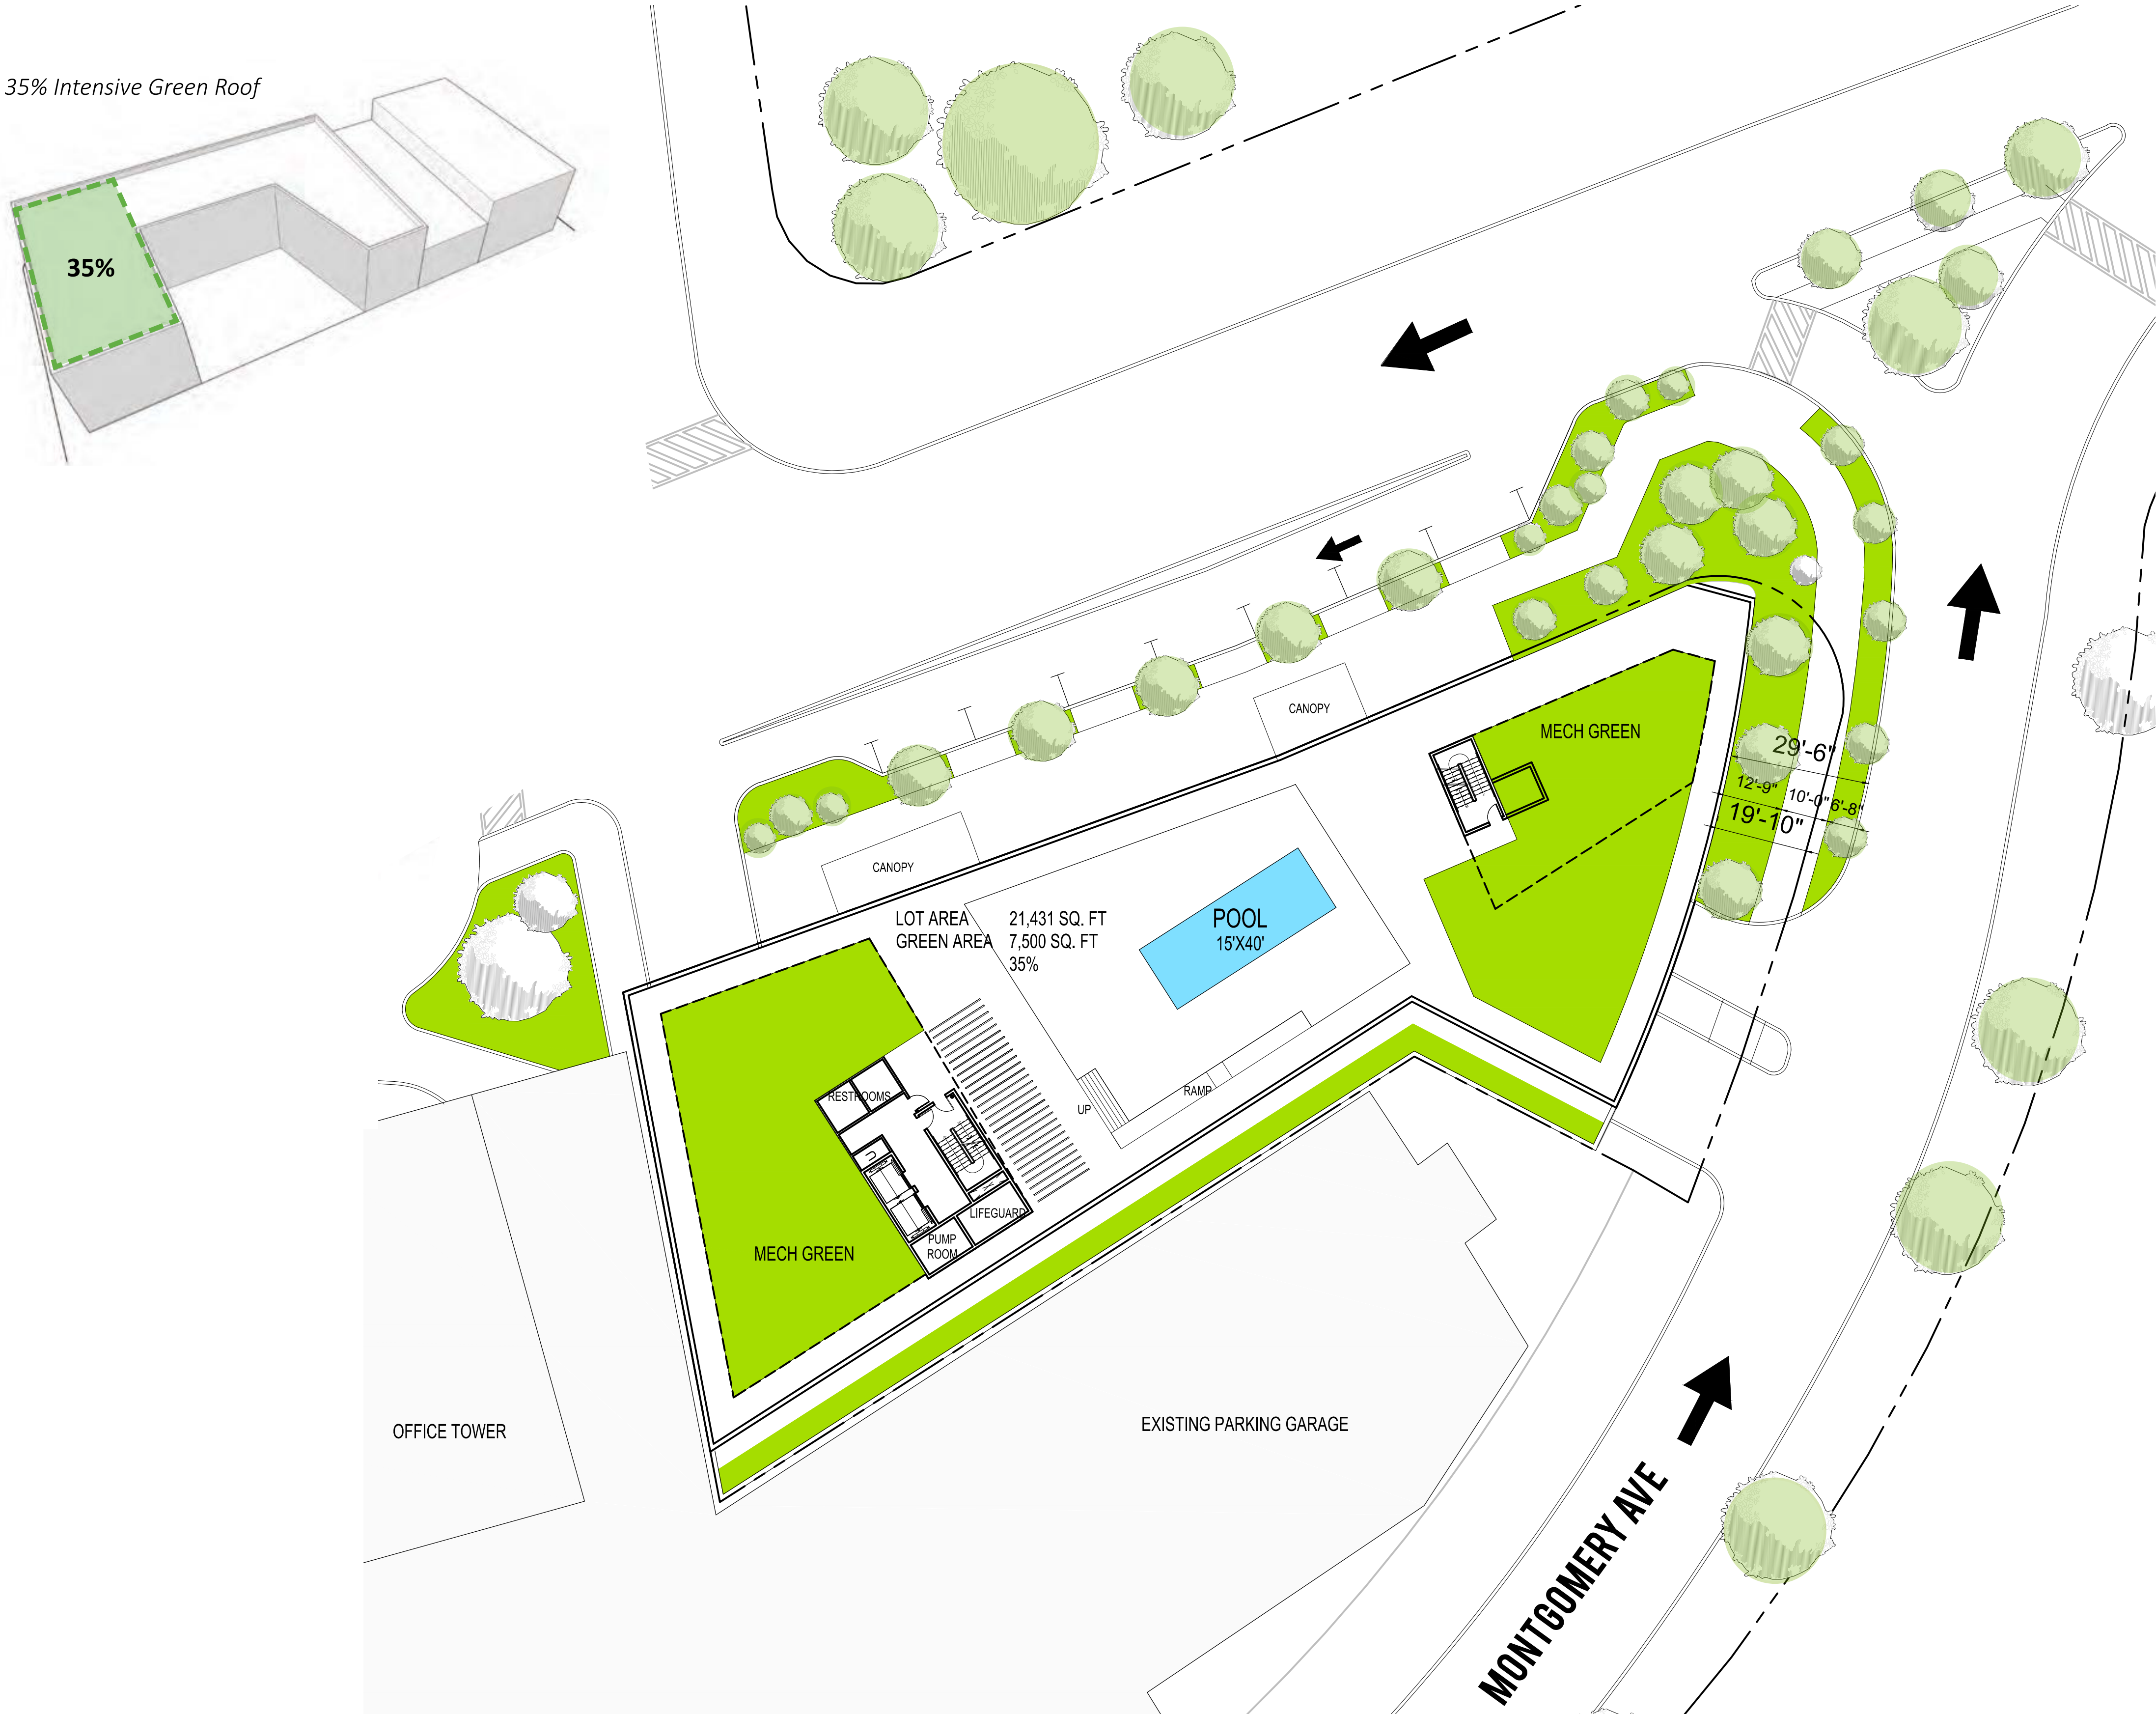 35% Intensive Green Roof
35%
CANOPY
MECH GREEN
29'-6"
12'-9"
10'-0"
6'-8"
19'-10"
CANOPY
LOT AREA 21,431 SQ. FT
GREEN AREA 7,500 SQ. FT
35%
POOL
15'X40'
RESTROOMS
UP
RAMP
LIFEGUARD
PUMP
ROOM
MECH GREEN
OFFICE TOWER
EXISTING PARKING GARAGE
MONTGOMERY AVE